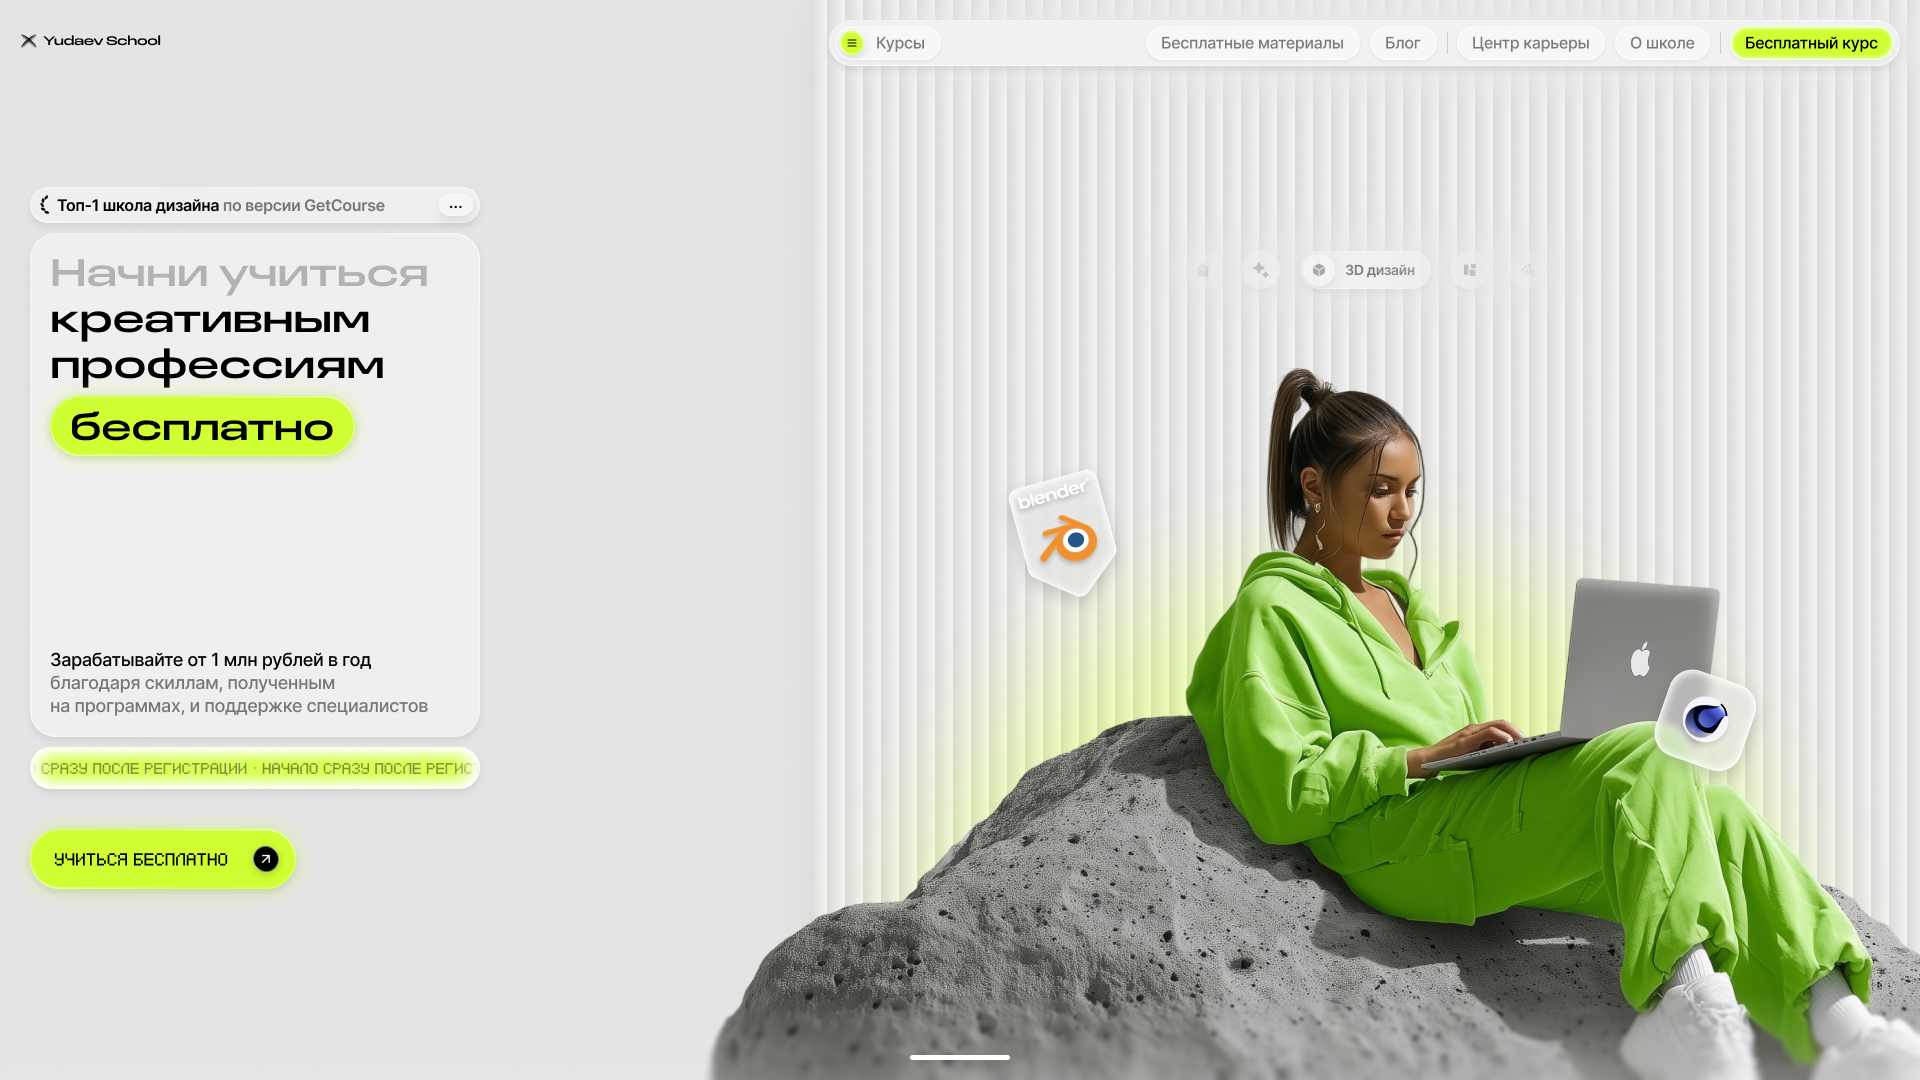 Yudaev School
Курсы
Бесплатные материалы
Блог
Центр карьеры
О школе
Бесплатный курс
Топ-1 школа дизайна по версии GetCourse
Начни учиться
креативным
профессиям
бесплатно
3D дизайн
blender
Зарабатывайте от 1 млн рублей в год
благодаря скиллам, полученным
на программах, и поддержке специалистов
СРАЗУ ПОСЛЕ РЕГИСТРАЦИИ · НАЧАЛО СРАЗУ ПОСЛЕ РЕГИС
УЧИТЬСЯ БЕСПЛАТНО